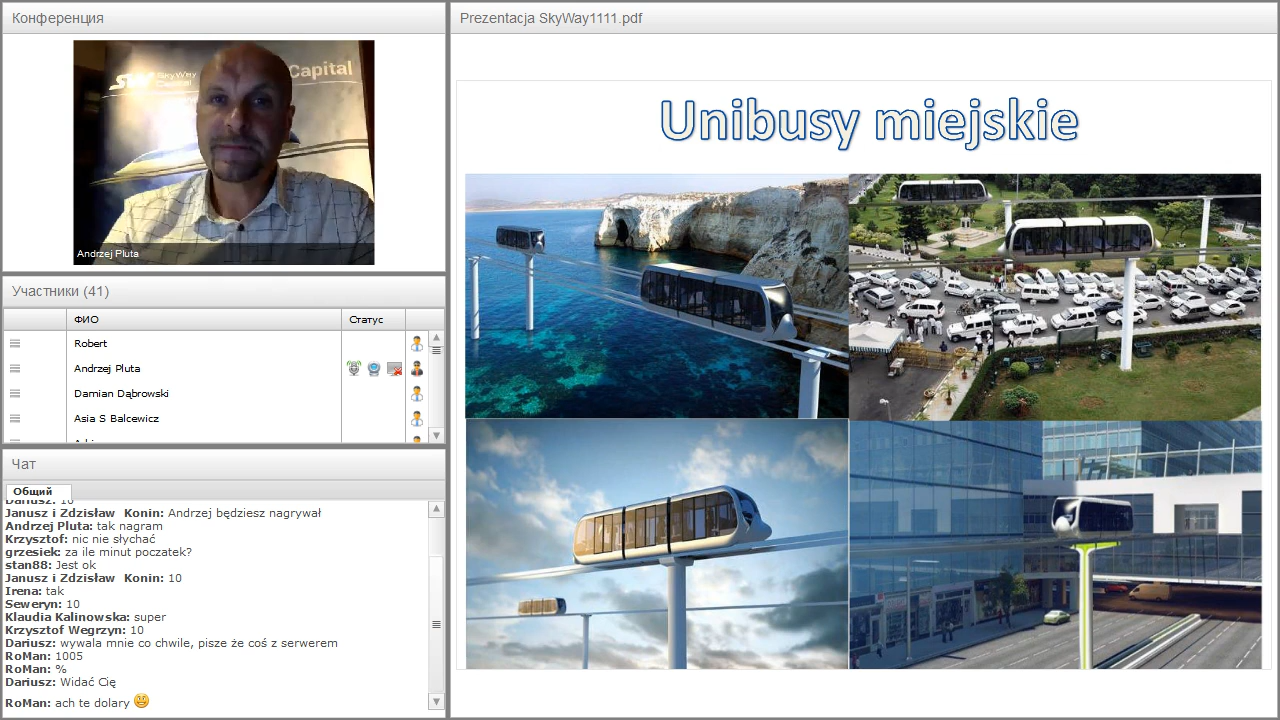 Конференция
SkyWay
Capital
Capital
Andrzej Pluta
Участники (41)
ФИО
Статус
Robert
Andrzej Pluta
Damian Dąbrowski
Asia S Balcewicz
Чат
Общий
Dariusz: 10
Janusz i Zdzisław Konin: Andrzej będziesz nagrywał
Andrzej Pluta: tak nagram
Krzysztof: nic nie słychać
grzesiek: za ile minut poczatek?
stan88: Jest ok
Janusz i Zdzisław Konin: 10
Irena: tak
Seweryn: 10
Klaudia Kalinowska: super
Krzysztof Wegrzyn: 10
Dariusz: wywala mnie co chwile, pisze że coś z serwerem
RoMan: 1005
RoMan: %
Dariusz: Widać Cię
RoMan: ach te dolary
Prezentacja SkyWay1111.pdf
Unibusy miejskie